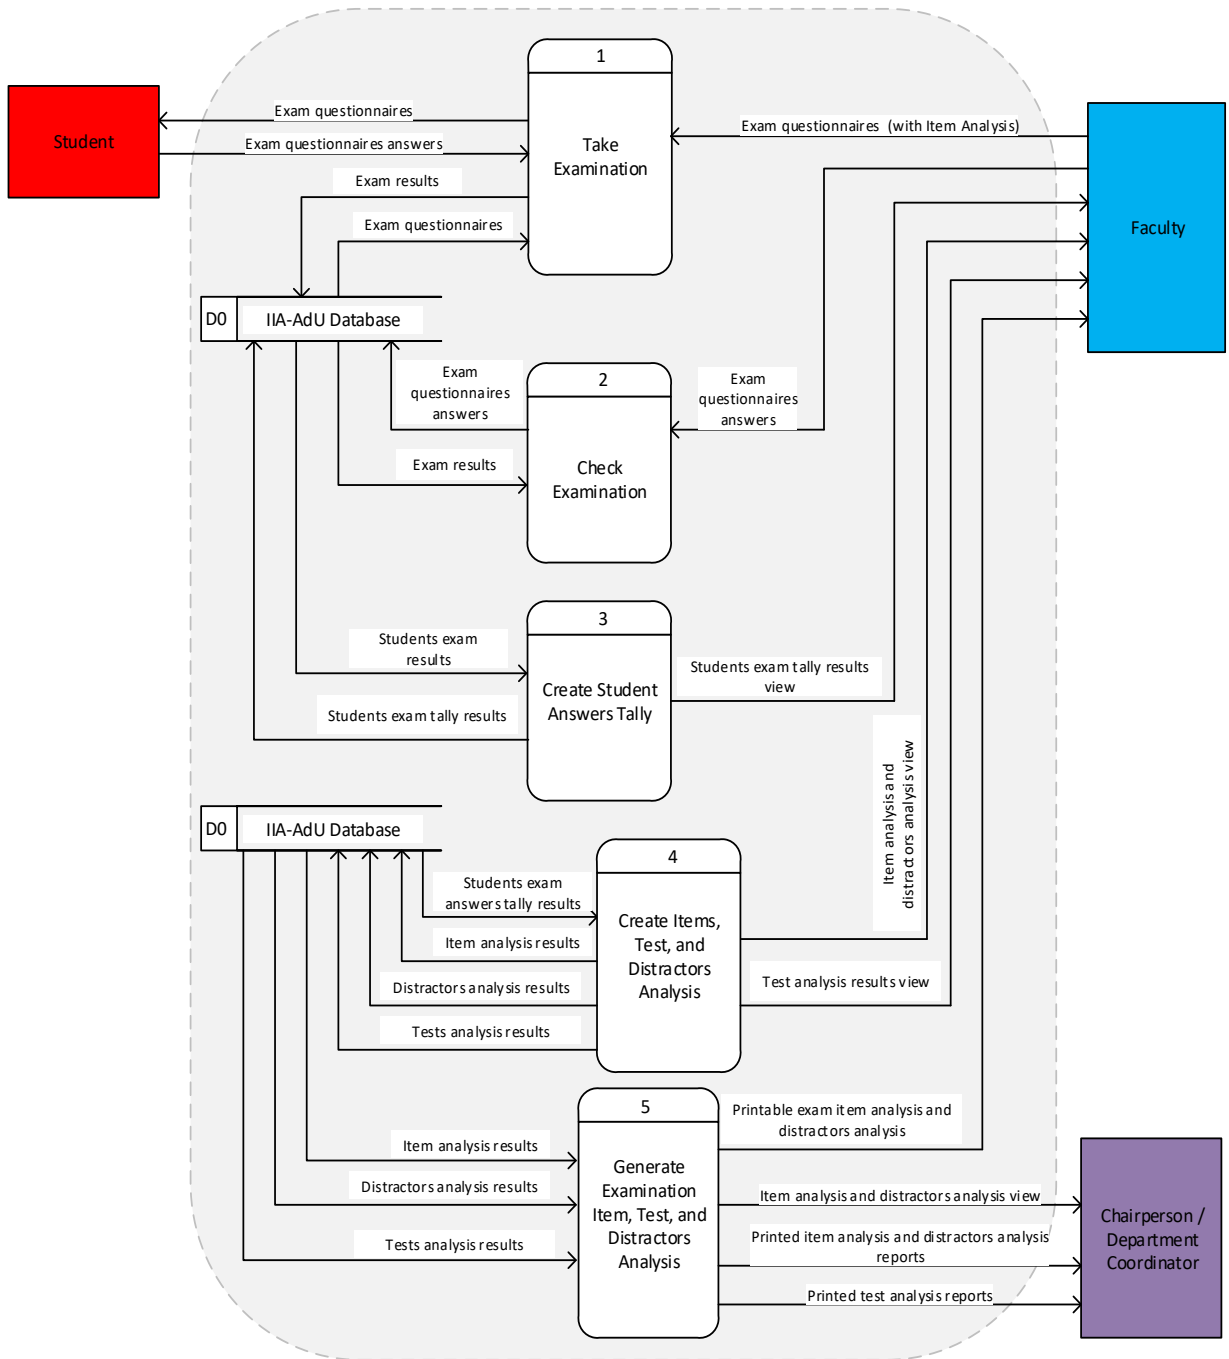 1
Exam questionnaires
Student
Exam questionnaires answers
Take
Examination
Exam questionnaires (with Item Analysis)
Faculty
Exam results
Exam questionnaires
D0
IIA-AdU Database
2
Exam
questionnaires
answers
Exam
questionnaires
answers
Exam results
Check
Examination
3
Students exam
results
Create Student
Answers Tally
Students exam tally results
view
Students exam tally results
Item analysis and
distractors analysis view
D0
IIA-AdU Database
4
Students exam
answers tally results
Item analysis results
Create Items,
Test, and
Distractors
Analysis
Distractors analysis results
Test analysis results view
Tests analysis results
5
Printable exam item analysis and
distractors analysis
Item analysis results
Generate
Examination
Item, Test, and
Distractors
Analysis
Distractors analysis results
Item analysis and distractors analysis view
Tests analysis results
Printed item analysis and distractors analysis
reports
Printed test analysis reports
Chairperson /
Department
Coordinator